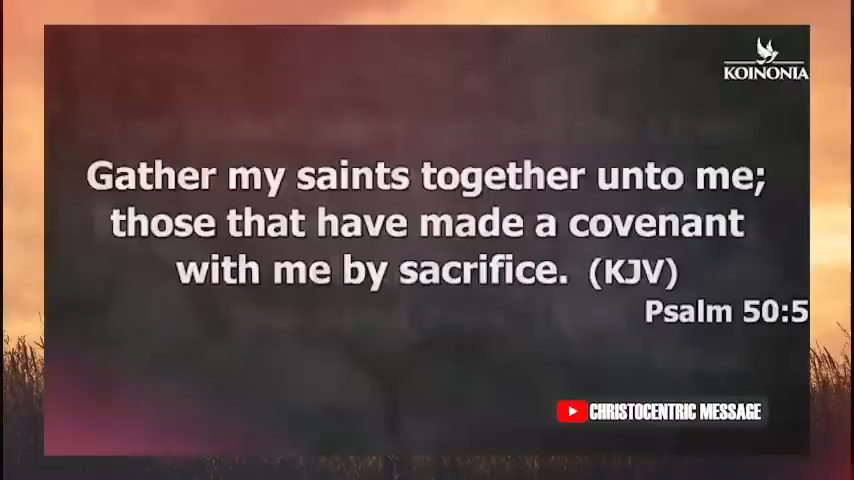 KOINONIA
Gather my saints together unto me;
those that have made a covenant
with me by sacrifice. (KJV)
Psalm 50:5
CHRISTOCENTRIC MESSAGE